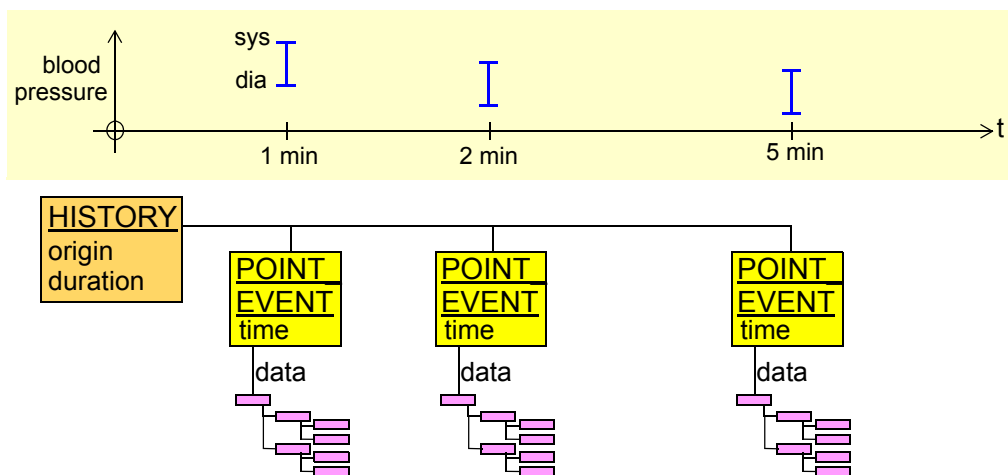 sys
blood
pressure
dia
t
1 min
2 min
5 min
HISTORY
origin
duration
POINT_
EVENT
time
data
POINT_
EVENT
time
data
POINT_
EVENT
time
data